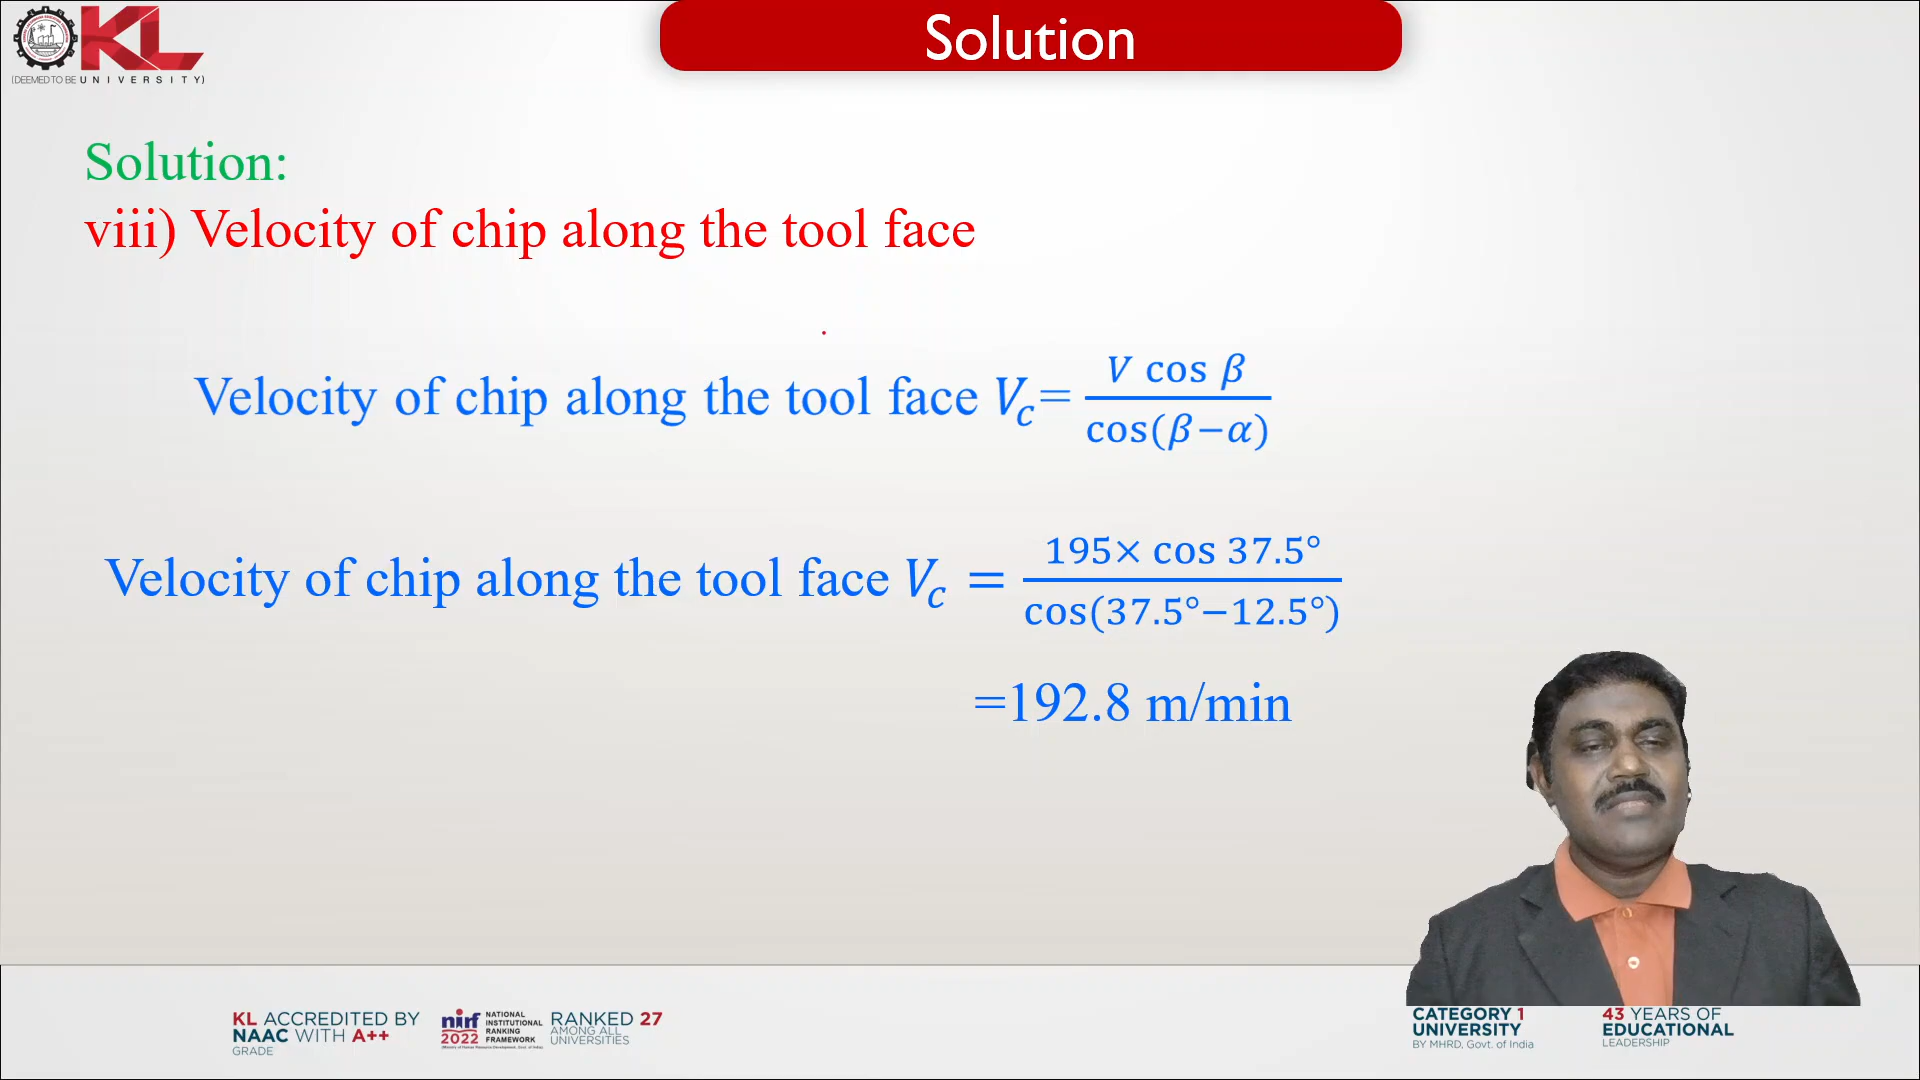 KL
(DEEMED TO BE UNIVERSITY)
Solution
Solution:
viii) Velocity of chip along the tool face
Velocity of chip along the tool face V_c= \frac{V cos β}{cos(β−α)}
Velocity of chip along the tool face V_c = \frac{195× cos 37.5°}{cos(37.5°−12.5°)}
=192.8 m/min
KL ACCREDITED BY
NAAC WITH A++
GRADE
nirf
2022
NATIONAL
INSTITUTIONAL
RANKING
FRAMEWORK
RANKED 27
AMONG ALL
UNIVERSITIES
CATEGORY 1
UNIVERSITY
BY MHRD, Govt. of India
43 YEARS OF
EDUCATIONAL
LEADERSHIP